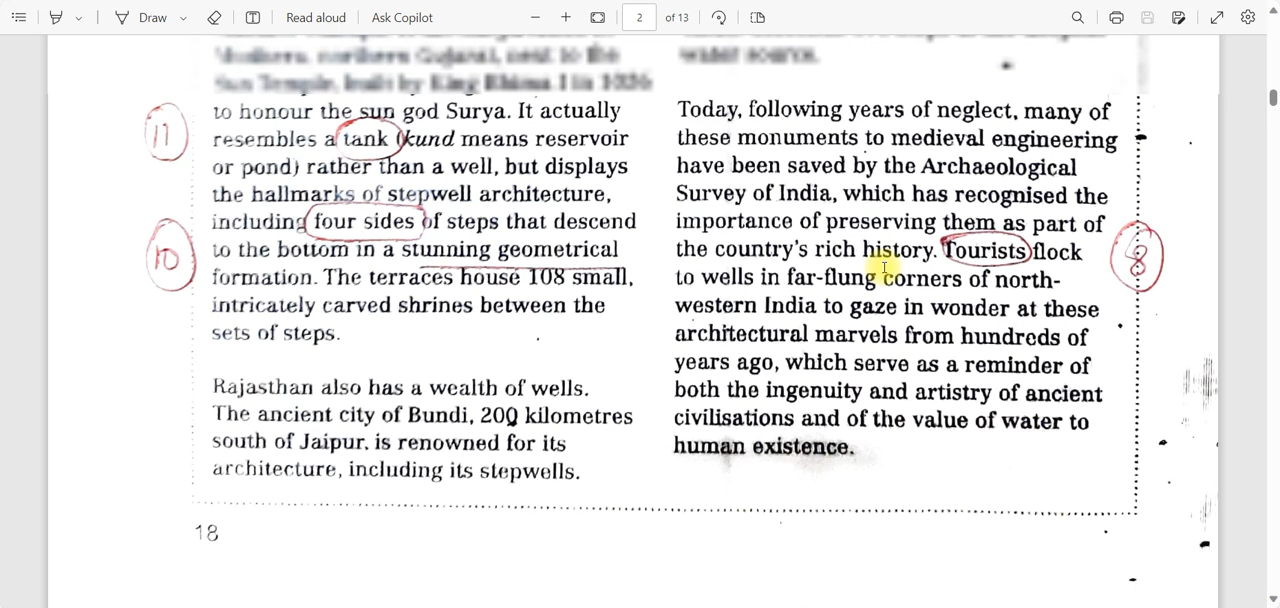 Draw
Read aloud
Ask Copilot
2
of 13
to honour the sun god Surya. It actually
resembles a tank (kund means reservoir
or pond) rather than a well, but displays
the hallmarks of stepwell architecture,
including four sides of steps that descend
to the bottom in a stunning geometrical
formation. The terraces house 108 small,
intricately carved shrines between the
sets of steps.
Rajasthan also has a wealth of wells.
The ancient city of Bundi, 200 kilometres
south of Jaipur, is renowned for its
architecture, including its stepwells.
Today, following years of neglect, many of
these monuments to medieval engineering
have been saved by the Archaeological
Survey of India, which has recognised the
importance of preserving them as part of
the country's rich history. Tourists flock
to wells in far-flung corners of north-
western India to gaze in wonder at these
architectural marvels from hundreds of
years ago, which serve as a reminder of
both the ingenuity and artistry of ancient
civilisations and of the value of water to
human existence.
11
10
8
18